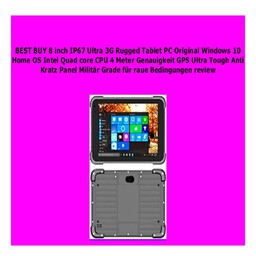 BEST BUY 8 inch IP67 Ultra 3G Rugged Tablet PC Original Windows 10
Home OS Intel Quad core CPU 4 Meter Genauigkeit GPS Ultra Tough Anti
Kratz Panel Militär Grade für raue Bedingungen review